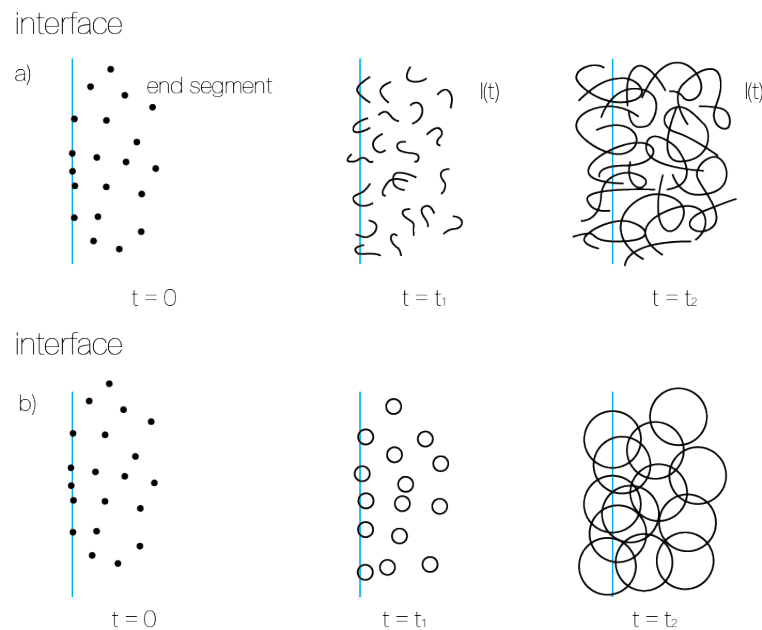 interface
a)
end segment
l(t)
l(t)
t = 0
t = t₁
t = t₂
interface
b)
t = 0
t = t₁
t = t₂